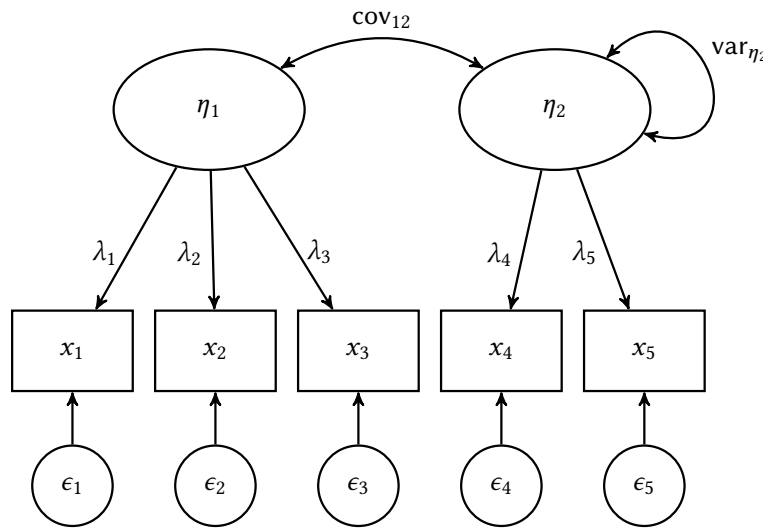 cov₁₂
var_η₂
η₁
η₂
λ₁
λ₂
λ₃
λ₄
λ₅
x₁
x₂
x₃
x₄
x₅
ϵ₁
ϵ₂
ϵ₃
ϵ₄
ϵ₅